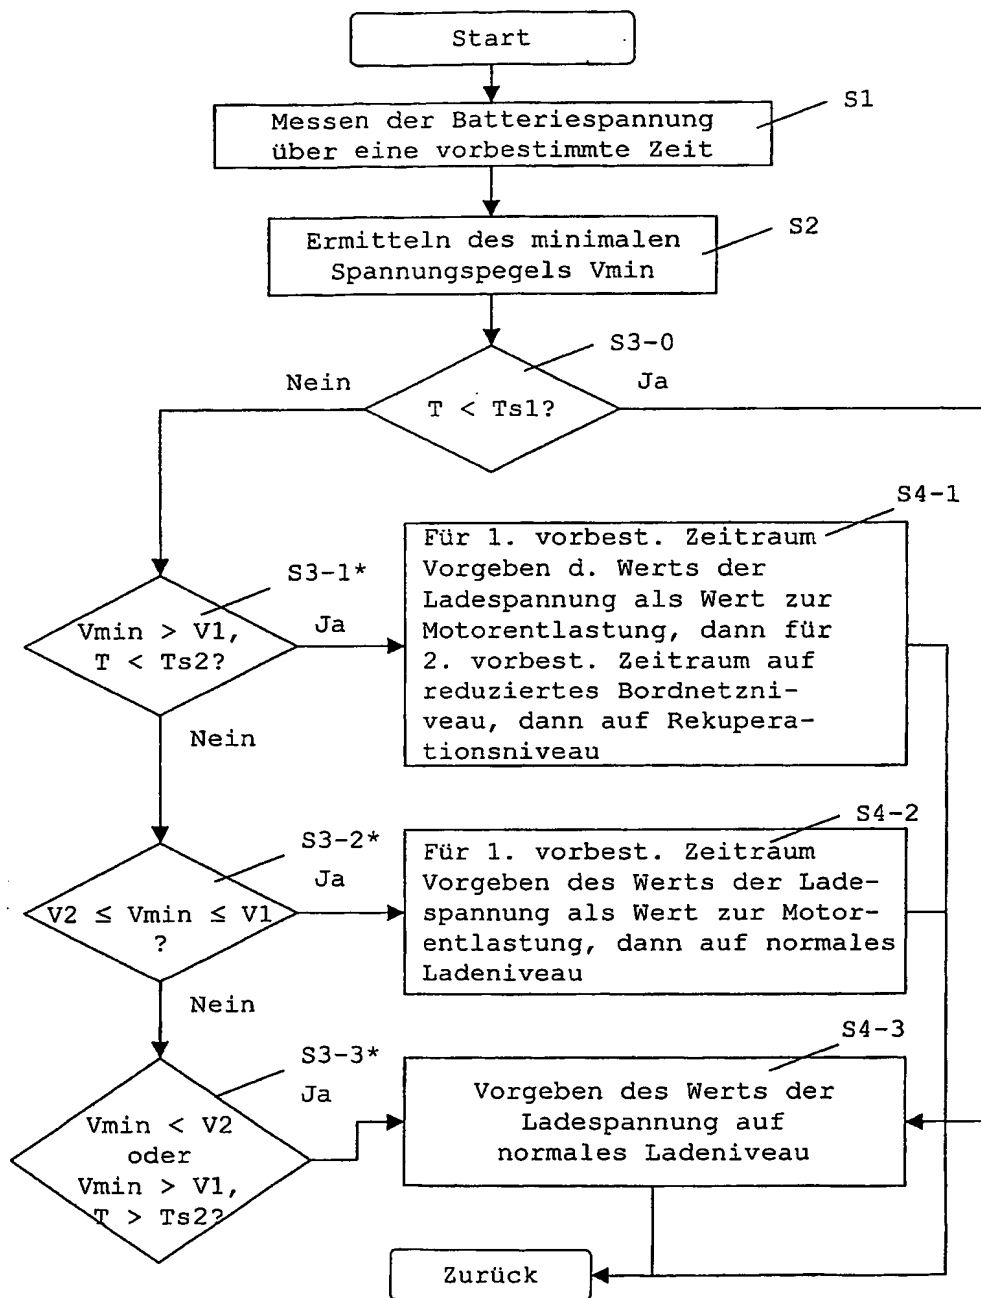 Start
S1
Messen der Batteriespannung
über eine vorbestimmte Zeit
S2
Ermitteln des minimalen
Spannungspegels Vmin
S3-0
Nein
Ja
T < Ts1?
S4-1
Für 1. vorbest. Zeitraum
Vorgeben d. Werts der
Ladespannung als Wert zur
Motorentlastung, dann für
2. vorbest. Zeitraum auf
reduziertes Bordnetzni-
veau, dann auf Rekupera-
tionsniveau
S3-1*
Vmin > V1,
T < Ts2?
Ja
Nein
S4-2
Für 1. vorbest. Zeitraum
Vorgeben des Werts der Lade-
spannung als Wert zur Motor-
entlastung, dann auf normales
Ladeniveau
S3-2*
Ja
V2 ≤ Vmin ≤ V1
?
Nein
S4-3
Vorgeben des Werts der
Ladespannung auf
normales Ladeniveau
S3-3*
Ja
Vmin < V2
oder
Vmin > V1,
T > Ts2?
Zurück